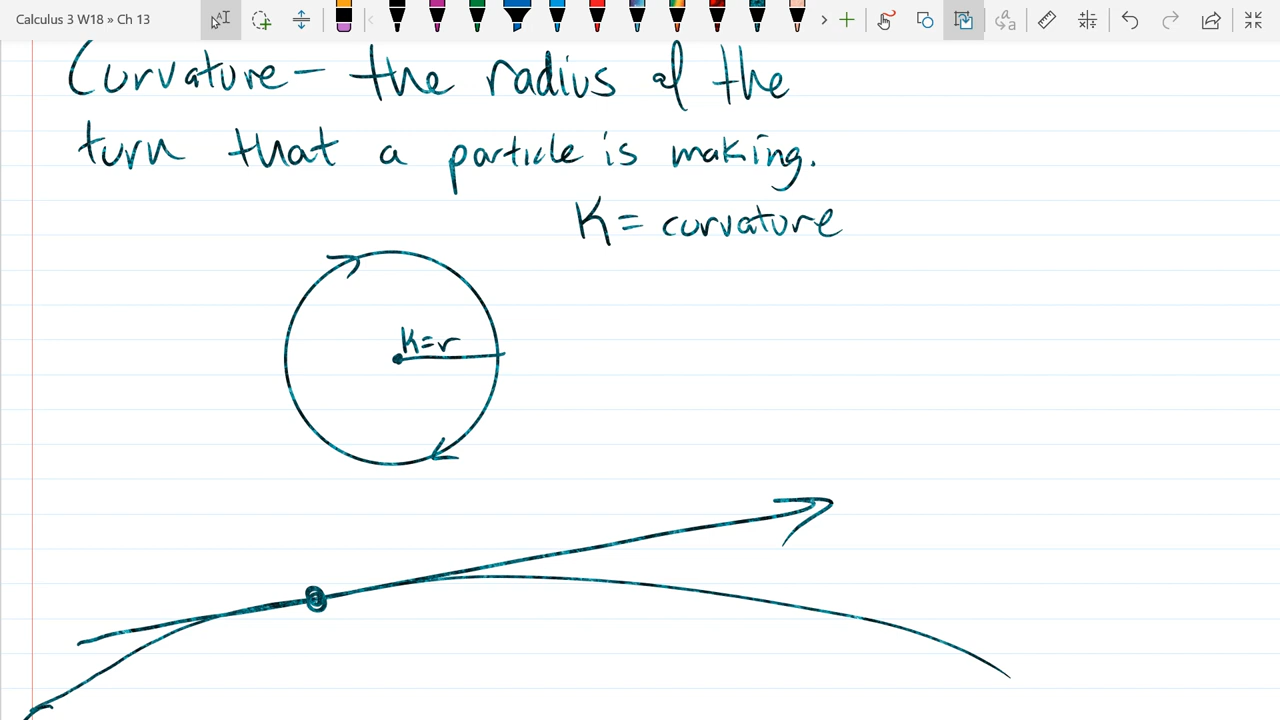 Calculus 3 W18 » Ch 13
Curvature - the radius of the
turn that a particle is making.
K = curvature
K=r